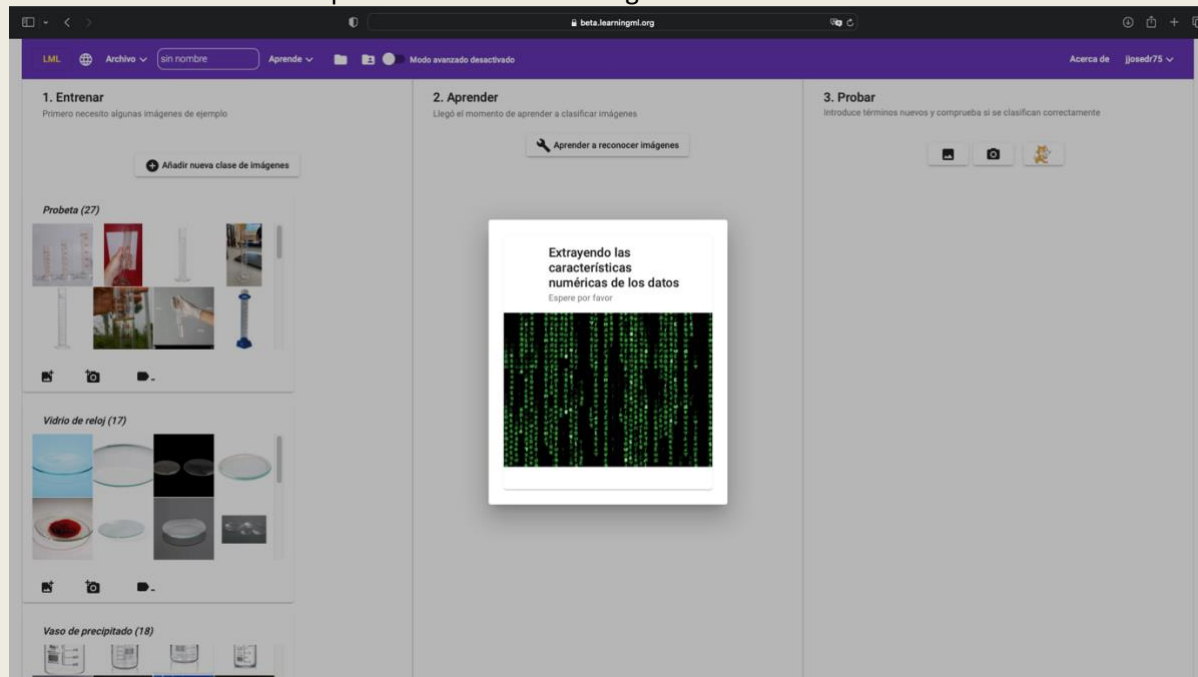 beta.learningml.org
LML
Archivo
sin nombre
Aprende
Modo avanzado desactivado
Acerca de
jjosedr75
1. Entrenar
Primero necesito algunas imágenes de ejemplo
Añadir nueva clase de imágenes
Probeta (27)
Vidrio de reloj (17)
Vaso de precipitado (18)
2. Aprender
Llegó el momento de aprender a clasificar imágenes
Aprender a reconocer imágenes
Extrayendo las
características
numéricas de los datos
Espere por favor
3. Probar
Introduce términos nuevos y comprueba si se clasifican correctamente